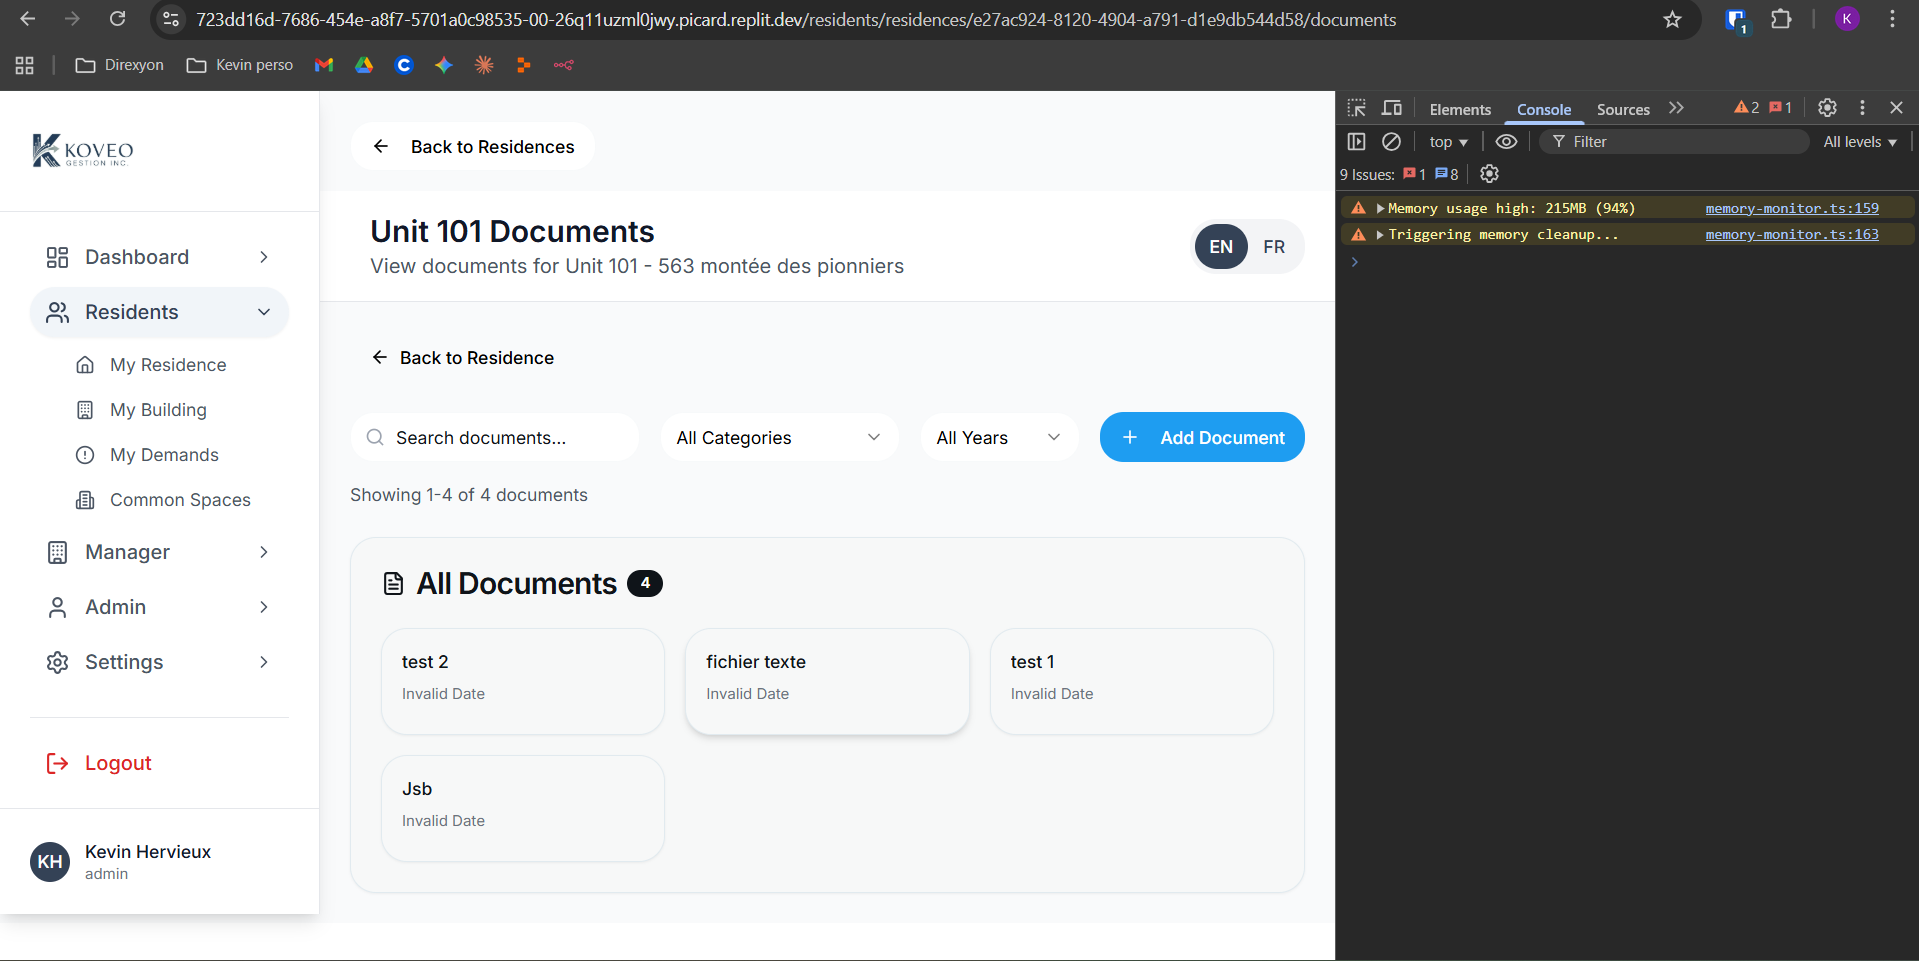 723dd16d-7686-454e-a8f7-5701a0c98535-00-26q11uzml0jwy.picard.replit.dev/residents/residences/e27ac924-8120-4904-a791-d1e9db544d58/documents
1
K
Direxyon
Kevin perso
KOVEO
GESTION INC.
Dashboard
Residents
My Residence
My Building
My Demands
Common Spaces
Manager
Admin
Settings
Logout
KH
Kevin Hervieux
admin
Back to Residences
Unit 101 Documents
View documents for Unit 101 - 563 montée des pionniers
EN FR
Back to Residence
Search documents...
All Categories
All Years
+ Add Document
Showing 1-4 of 4 documents
All Documents 4
test 2
Invalid Date
fichier texte
Invalid Date
test 1
Invalid Date
Jsb
Invalid Date
Elements Console Sources 2 1
top Filter All levels
9 Issues: 1 8
Memory usage high: 215MB (94%) memory-monitor.ts:159
Triggering memory cleanup... memory-monitor.ts:163